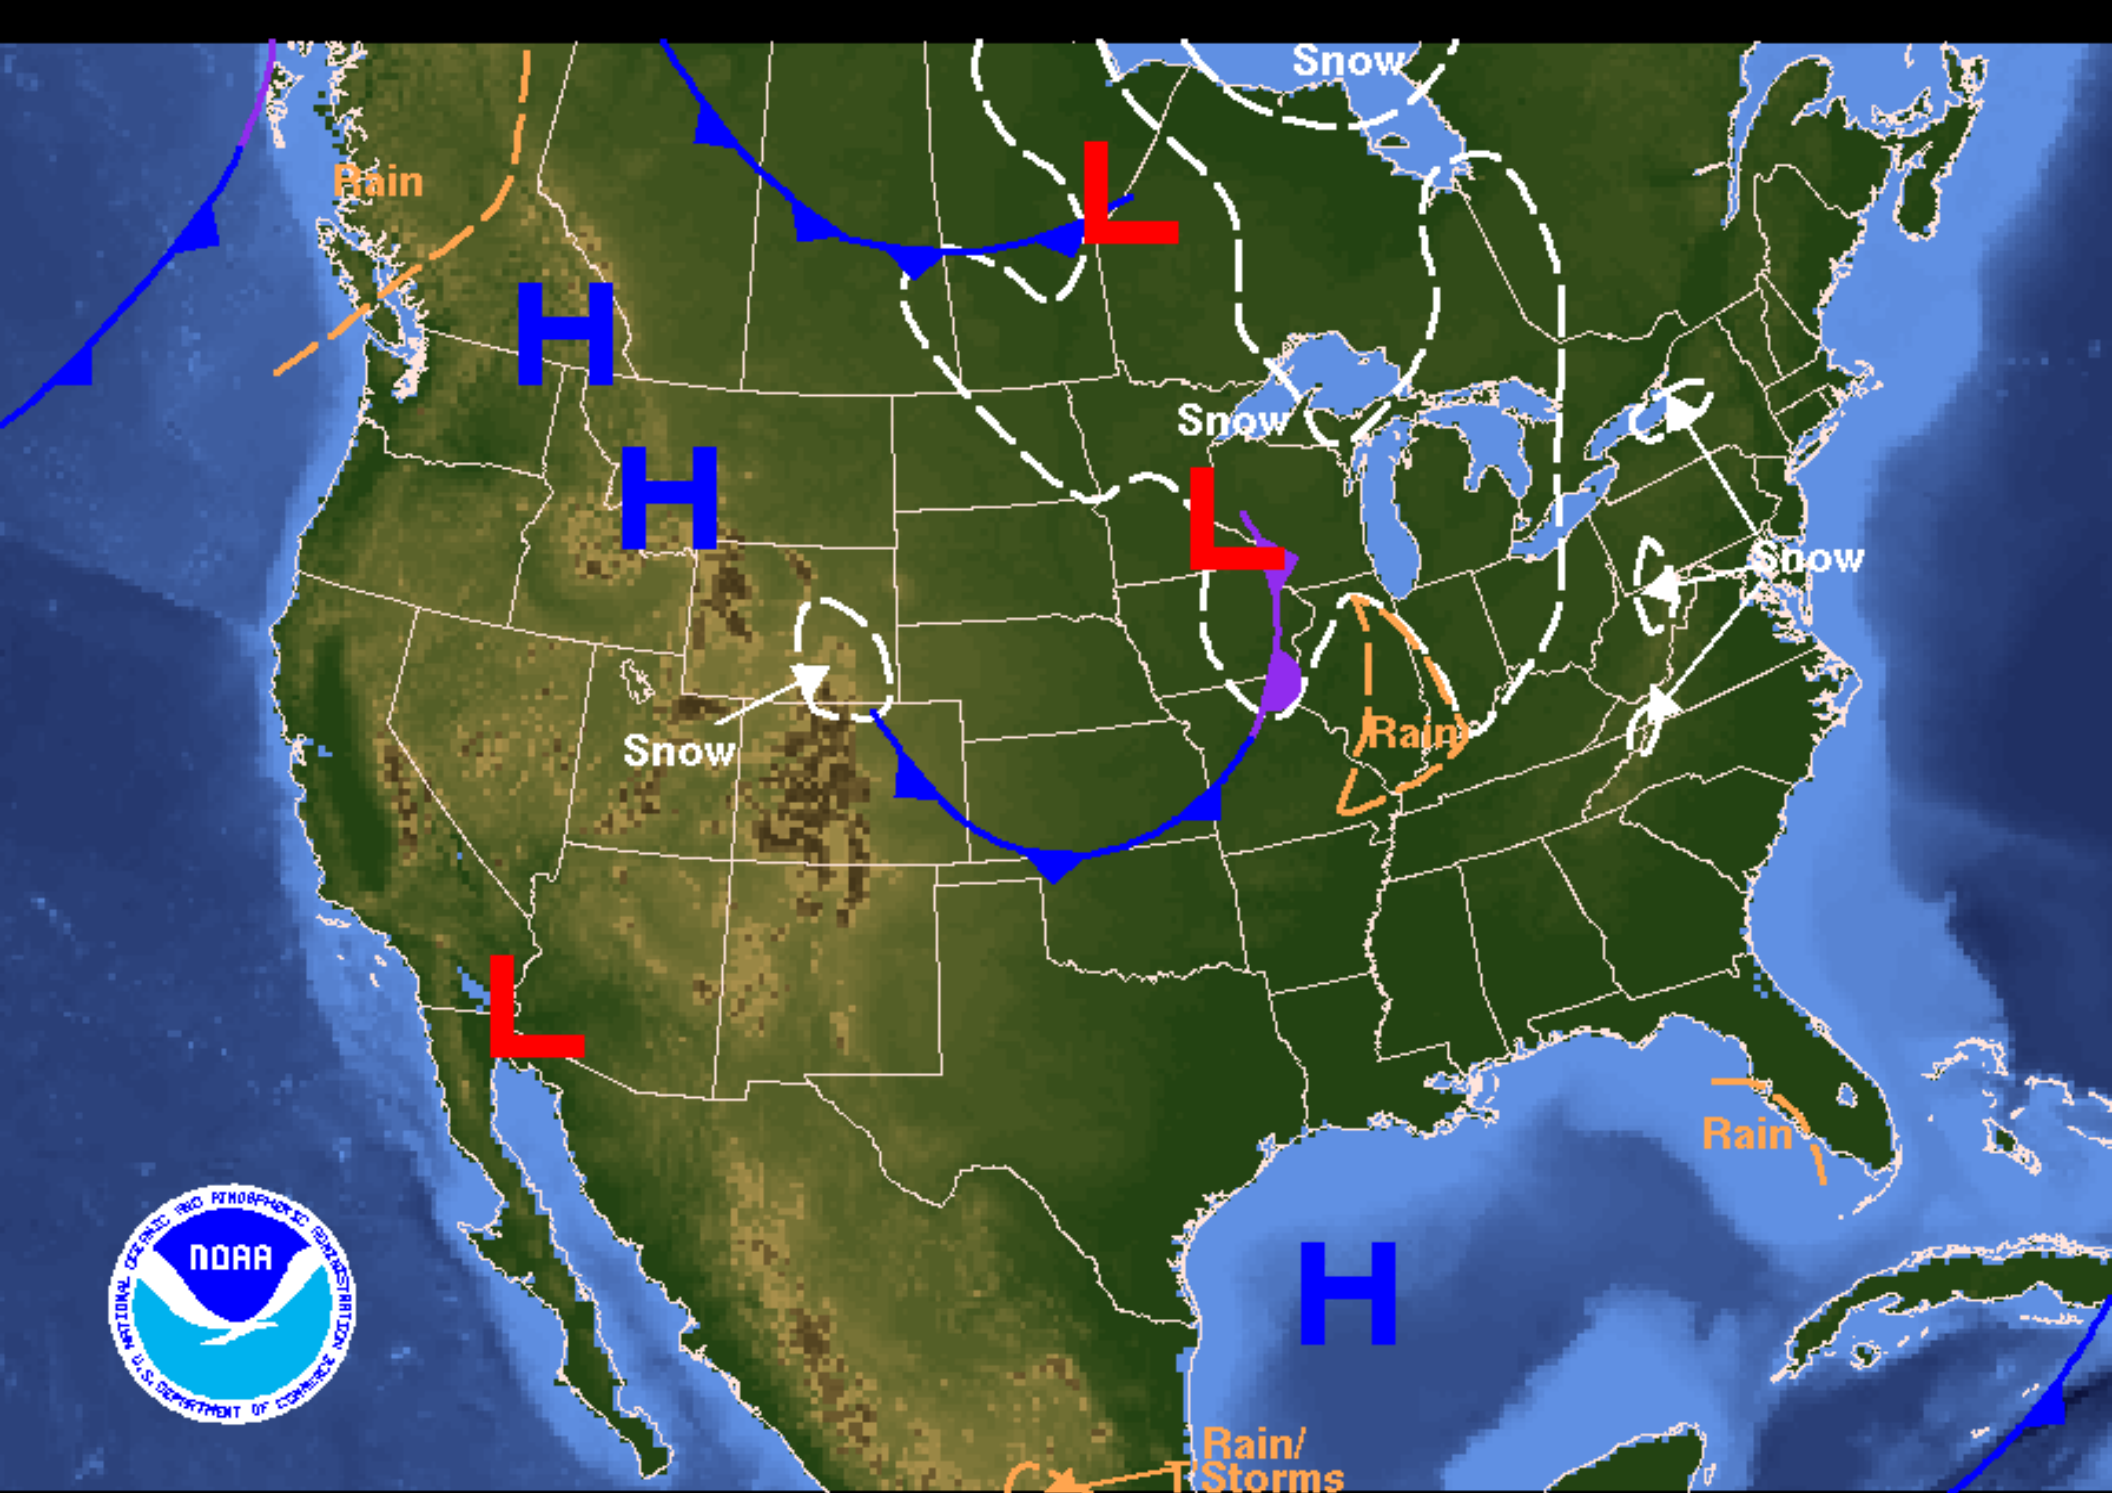 Snow
Rain
L
H
Snow
H
L
Snow
Snow
Rain
L
Rain
NOAA
NATIONAL OCEANIC AND ATMOSPHERIC ADMINISTRATION
U.S. DEPARTMENT OF COMMERCE
H
Rain/
T'Storms